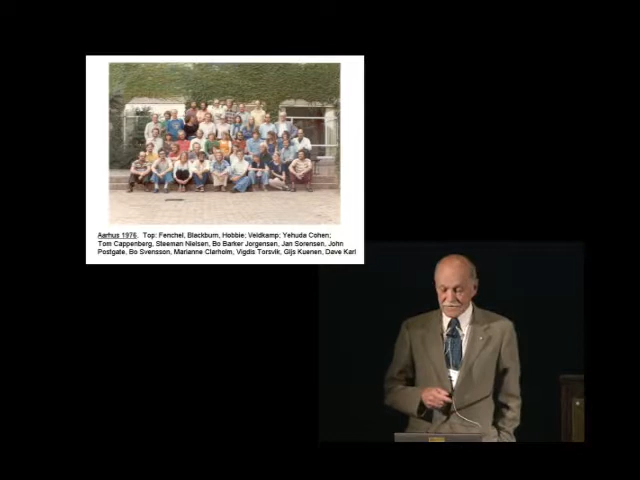 Aarhus 1976. Top: Fenchel, Blackburn, Hobbie; Veldkamp; Yehuda Cohen;
Tom Cappenberg, Steeman Nielsen, Bo Barker Jorgensen, Jan Sorensen, John
Postgate, Bo Svensson, Marianne Clarholm, Vigdis Torsvik, Gijs Kuenen, Dave Karl